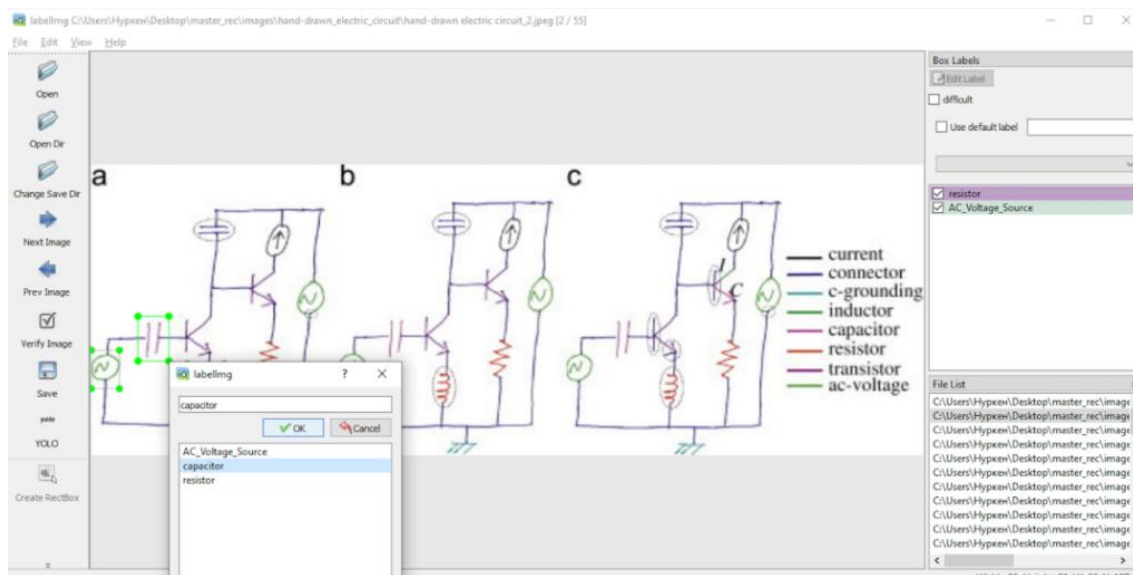 labelImg C:\Users\Нуркен\Desktop\master_rec\images\hand-drawn_electric_circuit\hand-drawn electric circuit_2.jpeg [2 / 55]
File Edit View Help
Open
Open Dir
Change Save Dir
Next Image
Prev Image
Verify Image
Save
yolo
YOLO
Create RectBox
a
b
c
I
C
current
connector
c-grounding
inductor
capacitor
resistor
transistor
ac-voltage
labelImg
capacitor
OK
Cancel
AC_Voltage_Source
capacitor
resistor
Box Labels
Edit Label
difficult
Use default label
resistor
AC_Voltage_Source
File List
C:\Users\Нуркен\Desktop\master_rec\image
C:\Users\Нуркен\Desktop\master_rec\image
C:\Users\Нуркен\Desktop\master_rec\image
C:\Users\Нуркен\Desktop\master_rec\image
C:\Users\Нуркен\Desktop\master_rec\image
C:\Users\Нуркен\Desktop\master_rec\image
C:\Users\Нуркен\Desktop\master_rec\image
C:\Users\Нуркен\Desktop\master_rec\image
C:\Users\Нуркен\Desktop\master_rec\image
C:\Users\Нуркен\Desktop\master_rec\image
C:\Users\Нуркен\Desktop\master_rec\image